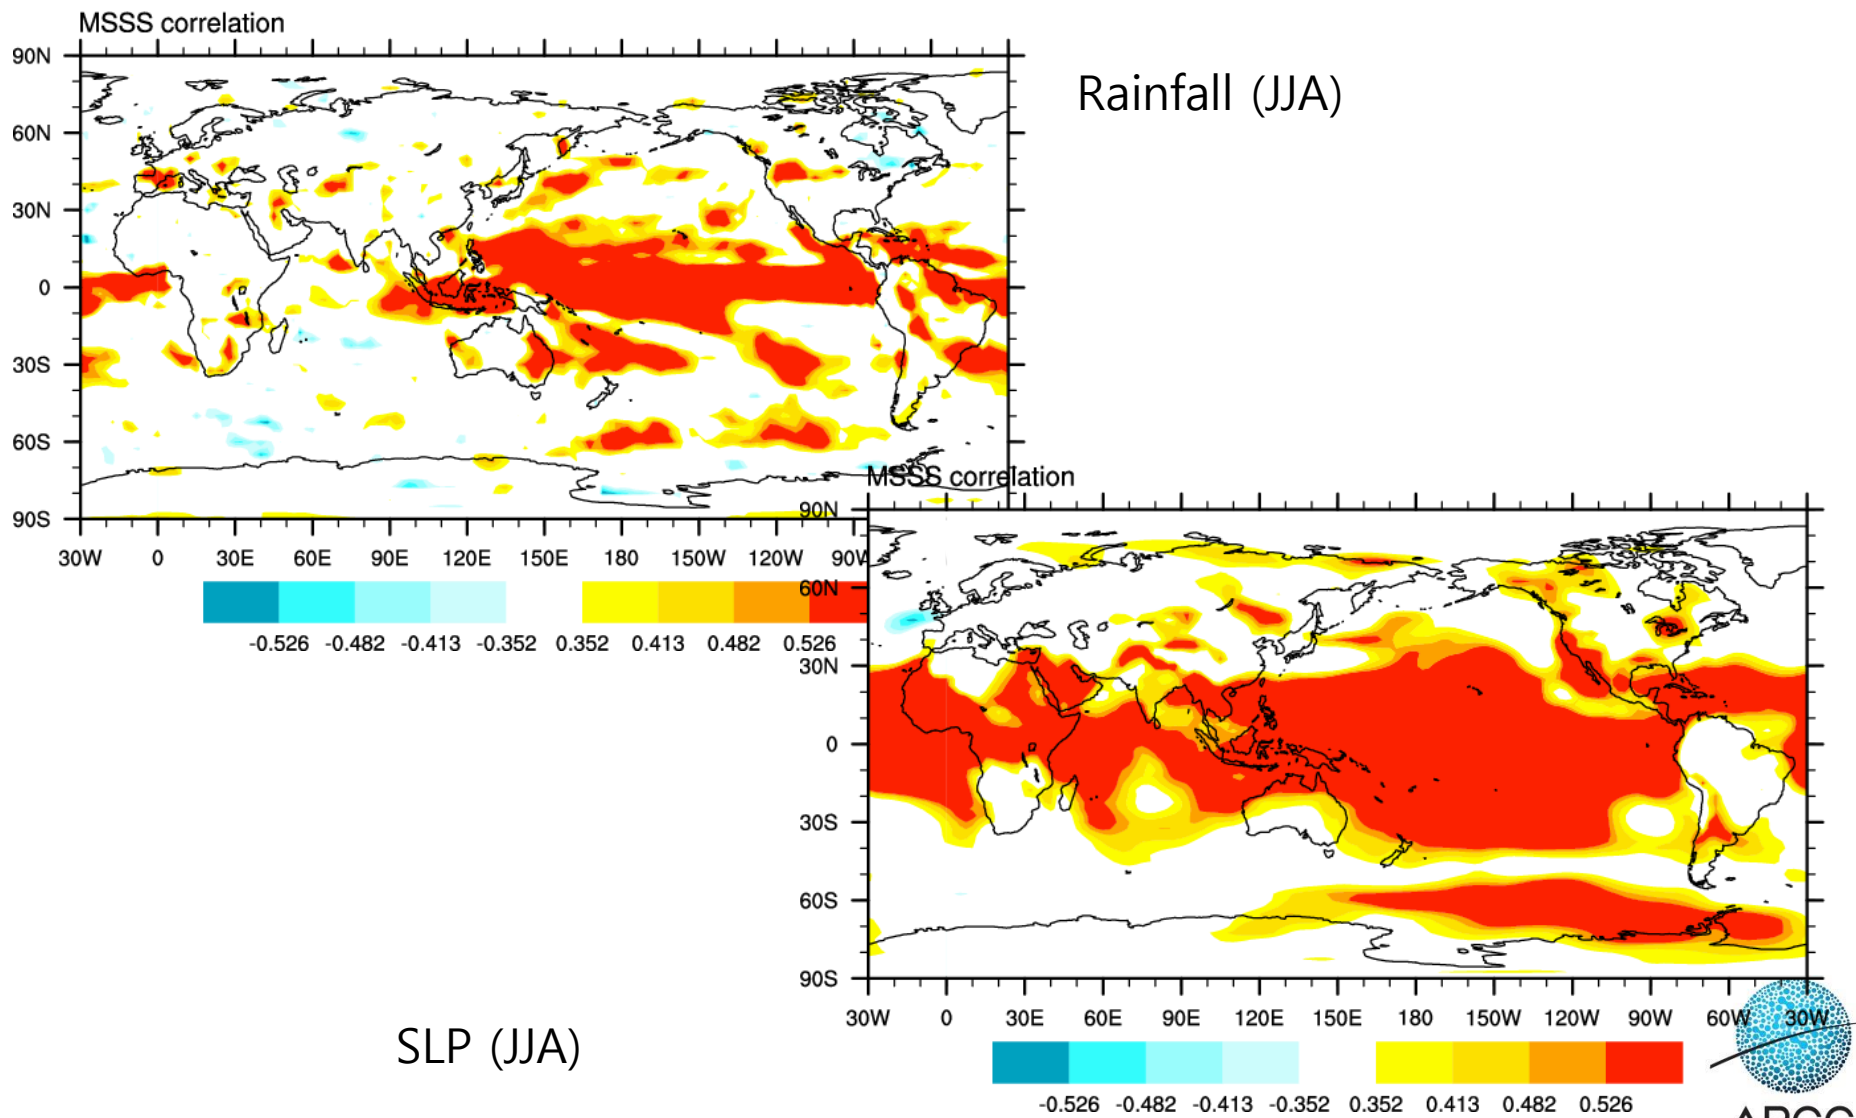 MSSS correlation
Rainfall (JJA)
90N
60N
30N
0
30S
60S
90S
30W 0 30E 60E 90E 120E 150E 180 150W 120W 90W
-0.526 -0.482 -0.413 -0.352 0.352 0.413 0.482 0.526
MSSS correlation
90N
60N
30N
0
30S
60S
90S
30W 0 30E 60E 90E 120E 150E 180 150W 120W 90W 60W 30W
-0.526 -0.482 -0.413 -0.352 0.352 0.413 0.482 0.526
SLP (JJA)